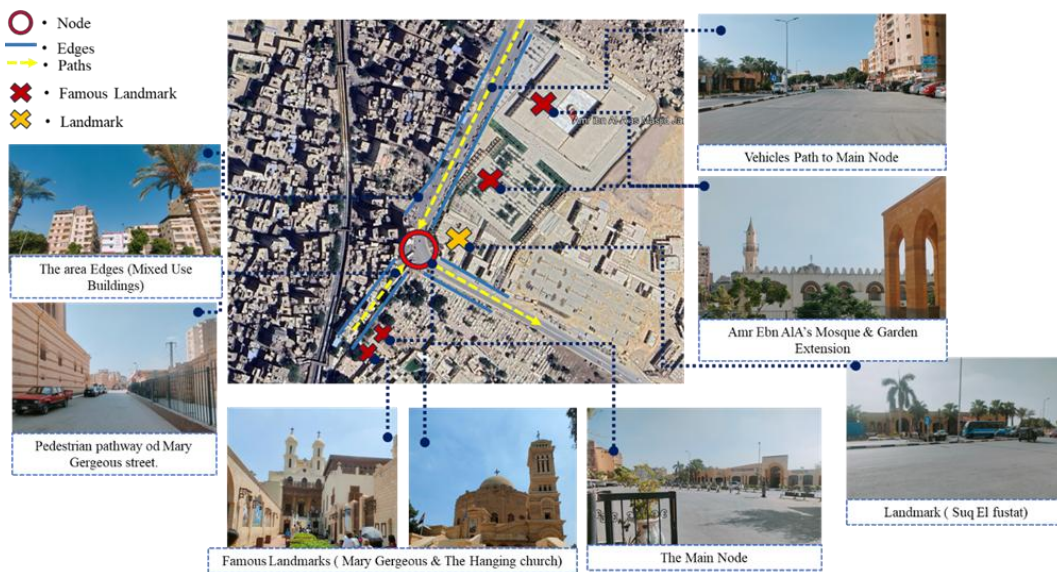 • Node
• Edges
• Paths
• Famous Landmark
• Landmark
Vehicles Path to Main Node
The area Edges (Mixed Use
Buildings)
Amr Ebn AlA's Mosque & Garden
Extension
Pedestrian pathway od Mary
Gergeous street.
Famous Landmarks ( Mary Gergeous & The Hanging church)
The Main Node
Landmark ( Suq El fustat)